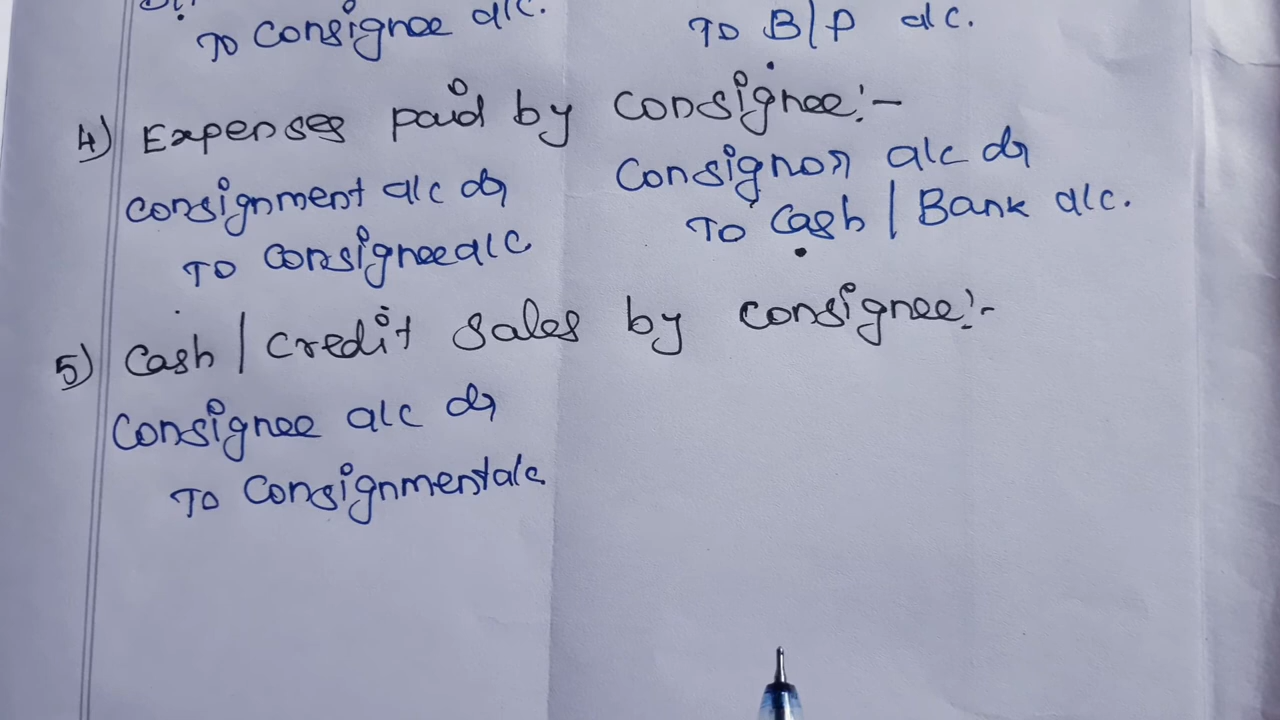 To consignee a/c.
To B/P a/c.
4) Expenses paid by consignee:-
consignment a/c dr
To consignee a/c
Consignor a/c dr
To Cash | Bank a/c.
5) Cash | credit sales by consignee:-
Consignee a/c dr
To Consignment a/c